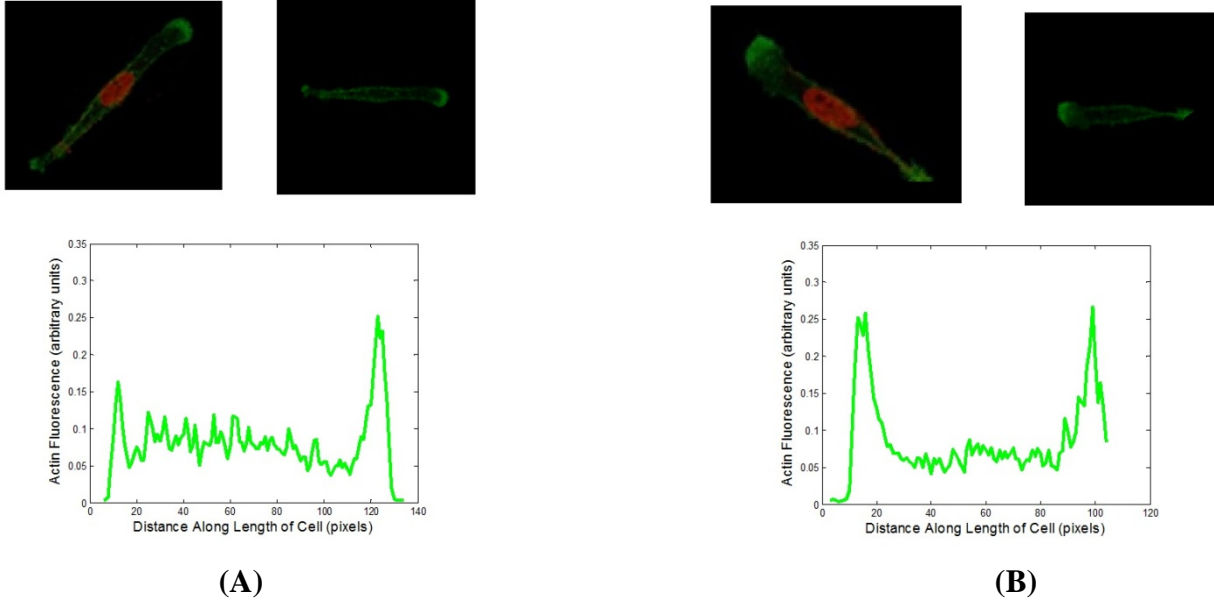 0.35
0.3
0.25
0.2
0.15
0.1
0.05
0
Actin Fluorescence (arbitrary units)
0 20 40 60 80 100 120 140
Distance Along Length of Cell (pixels)
(A)
0.35
0.3
0.25
0.2
0.15
0.1
0.05
0
Actin Fluorescence (arbitrary units)
0 20 40 60 80 100 120
Distance Along Length of Cell (pixels)
(B)